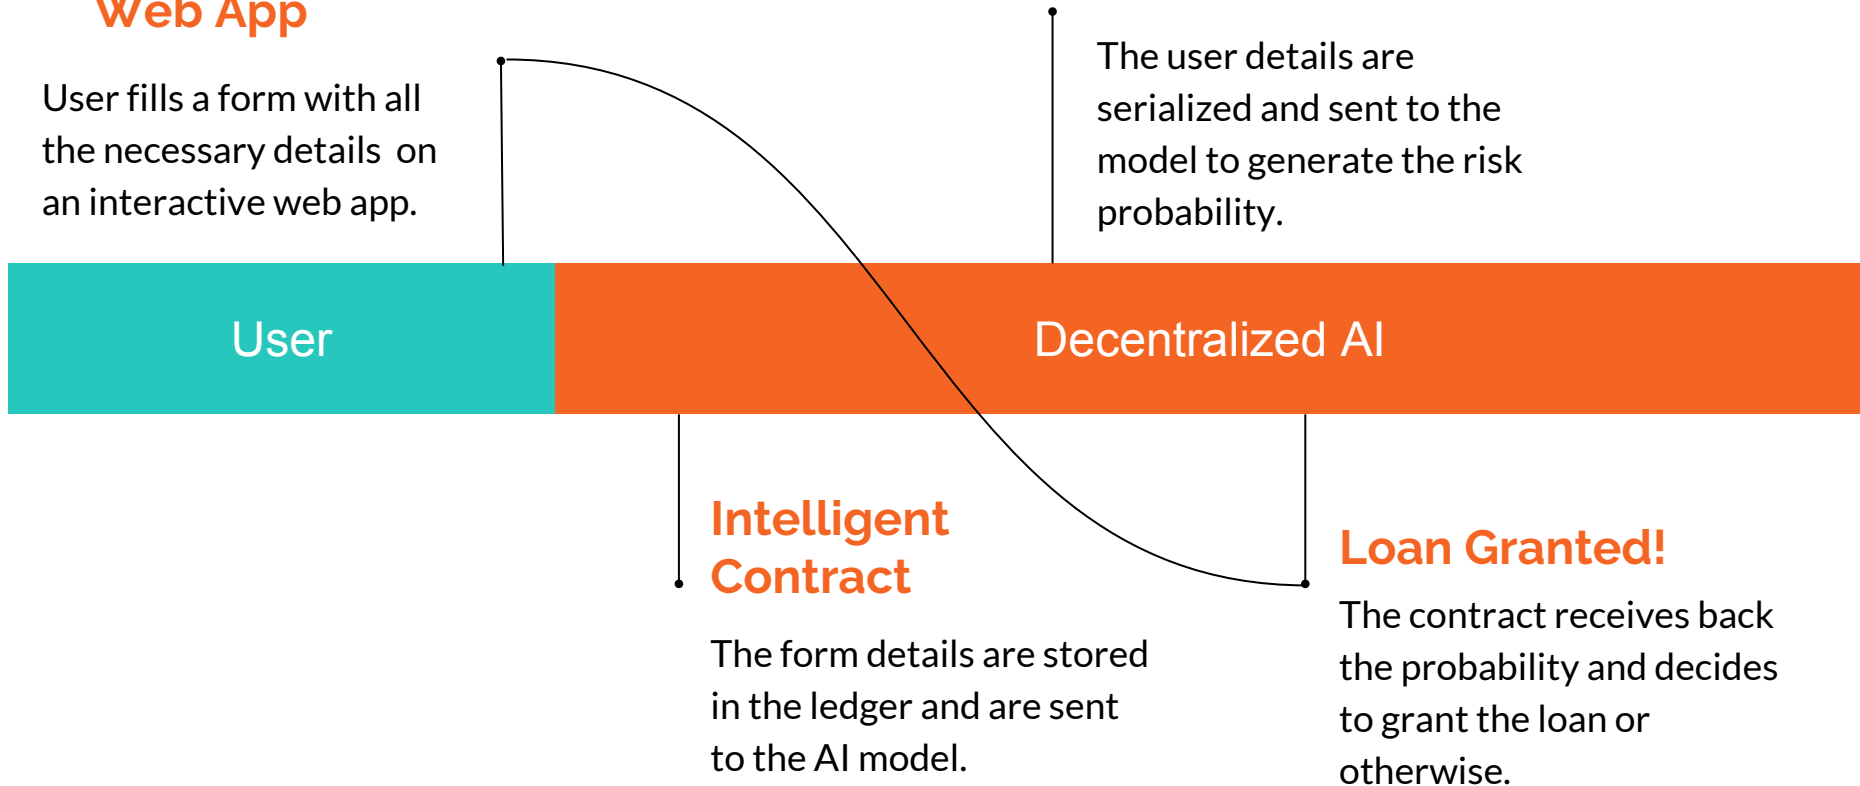 Web App
User fills a form with all
the necessary details on
an interactive web app.
The user details are
serialized and sent to the
model to generate the risk
probability.
User
Decentralized AI
Intelligent
Contract
The form details are stored
in the ledger and are sent
to the AI model.
Loan Granted!
The contract receives back
the probability and decides
to grant the loan or
otherwise.